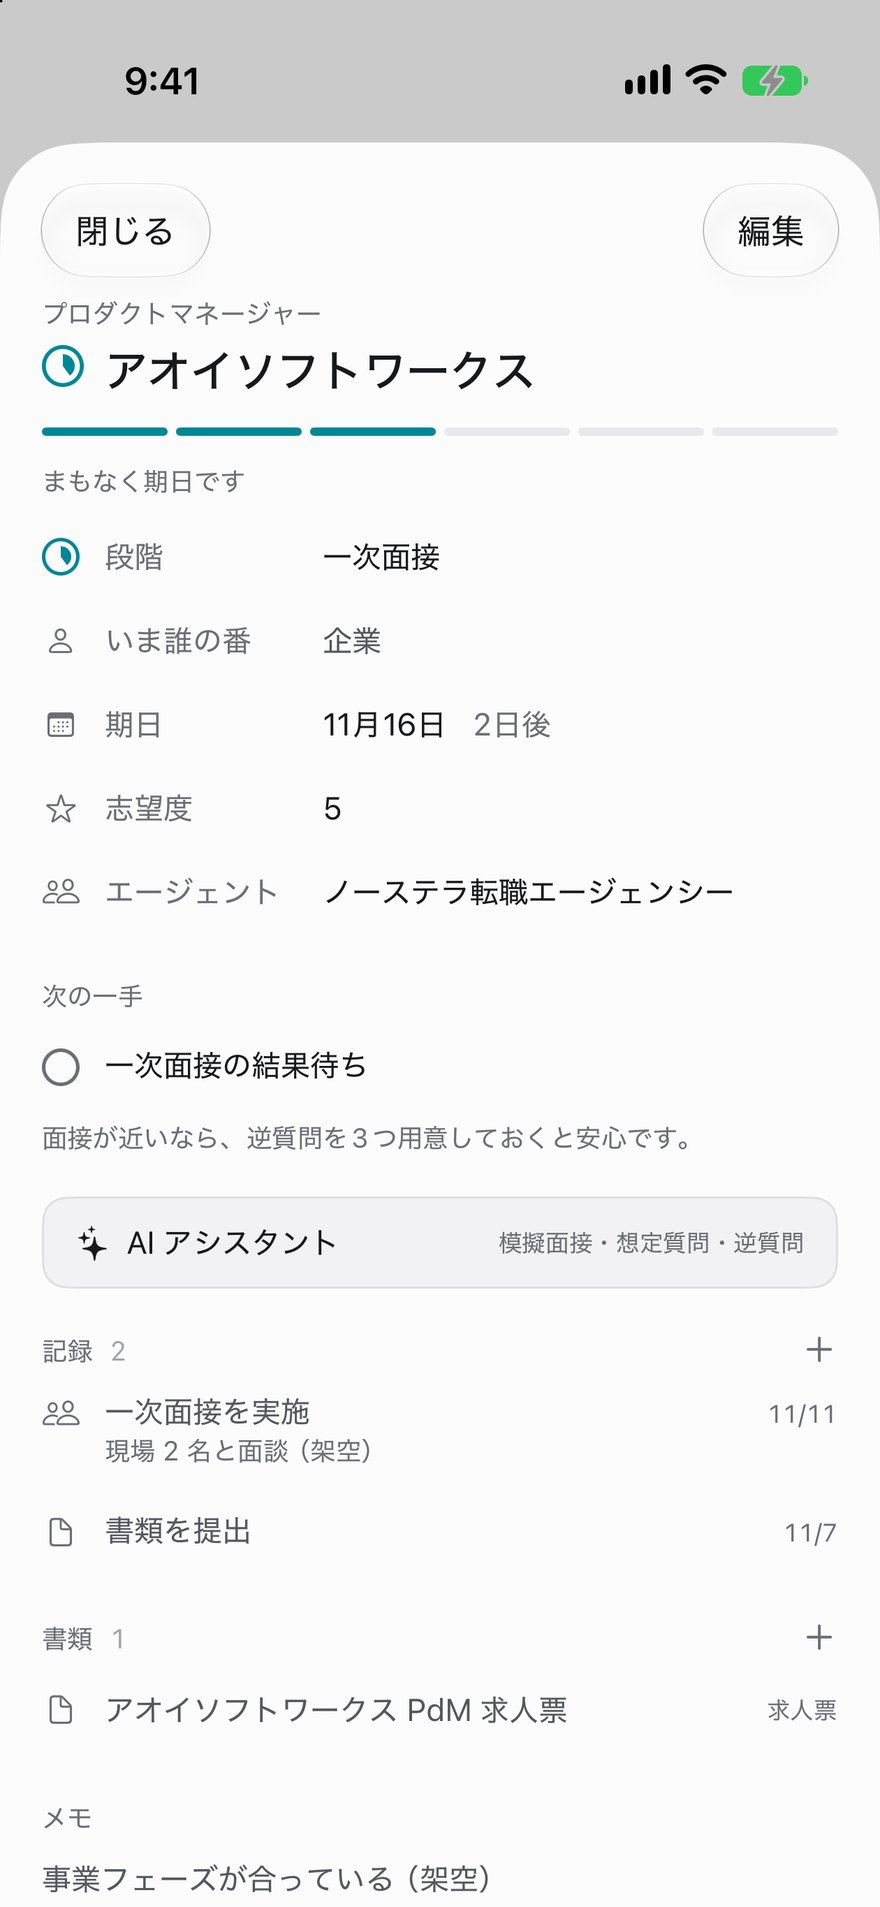 9:41
閉じる
編集
プロダクトマネージャー
アオイソフトワークス
まもなく期日です
段階 一次面接
いま誰の番 企業
期日 11月16日 2日後
志望度 5
エージェント ノーステラ転職エージェンシー
次の一手
一次面接の結果待ち
面接が近いなら、逆質問を3つ用意しておくと安心です。
AI アシスタント 模擬面接・想定質問・逆質問
記録 2
一次面接を実施 11/11
現場 2 名と面談（架空）
書類を提出 11/7
書類 1
アオイソフトワークス PdM 求人票 求人票
メモ
事業フェーズが合っている（架空）